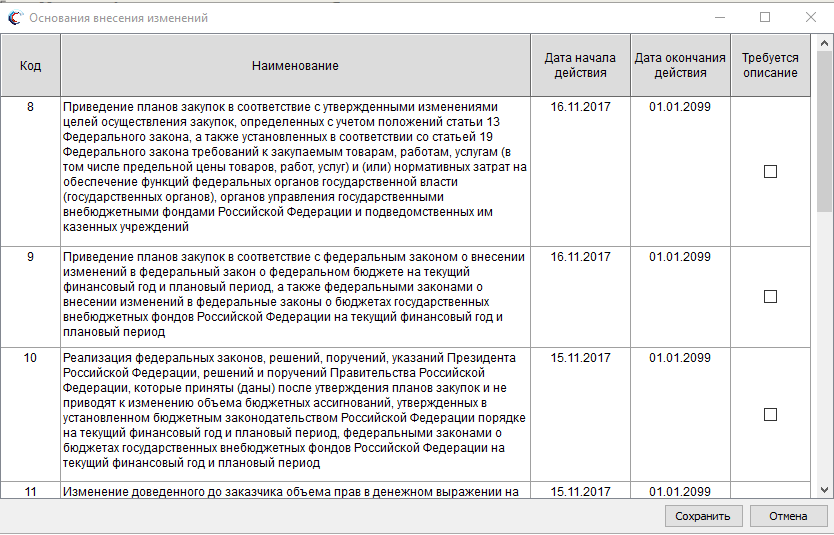 Основания внесения изменений
Код
Наименование
Дата начала
действия
Дата окончания
действия
Требуется
описание
8
Приведение планов закупок в соответствие с утвержденными изменениями
целей осуществления закупок, определенных с учетом положений статьи 13
Федерального закона, а также установленных в соответствии со статьей 19
Федерального закона требований к закупаемым товарам, работам, услугам (в
том числе предельной цены товаров, работ, услуг) и (или) нормативных затрат на
обеспечение функций федеральных органов государственной власти
(государственных органов), органов управления государственными
внебюджетными фондами Российской Федерации и подведомственных им
казенных учреждений
16.11.2017
01.01.2099
9
Приведение планов закупок в соответствие с федеральным законом о внесении
изменений в федеральный закон о федеральном бюджете на текущий
финансовый год и плановый период, а также федеральными законами о
внесении изменений в федеральные законы о бюджетах государственных
внебюджетных фондов Российской Федерации на текущий финансовый год и
плановый период
16.11.2017
01.01.2099
10
Реализация федеральных законов, решений, поручений, указаний Президента
Российской Федерации, решений и поручений Правительства Российской
Федерации, которые приняты (даны) после утверждения планов закупок и не
приводят к изменению объема бюджетных ассигнований, утвержденных в
установленном бюджетным законодательством Российской Федерации порядке
на текущий финансовый год и плановый период, федеральными законами о
бюджетах государственных внебюджетных фондов Российской Федерации на
текущий финансовый год и плановый период
15.11.2017
01.01.2099
11
Изменение доведенного до заказчика объема прав в денежном выражении на
15.11.2017
01.01.2099
Сохранить
Отмена